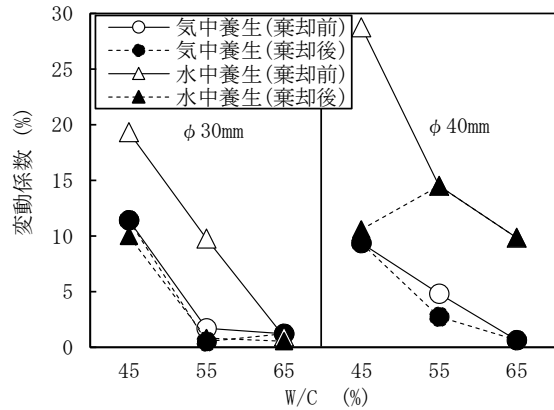 30
25
20
15
10
5
0
変動係数 (%)
気中養生(棄却前)
気中養生(棄却後)
水中養生(棄却前)
水中養生(棄却後)
φ30mm
φ40mm
45 55 65 45 55 65
W/C (%)